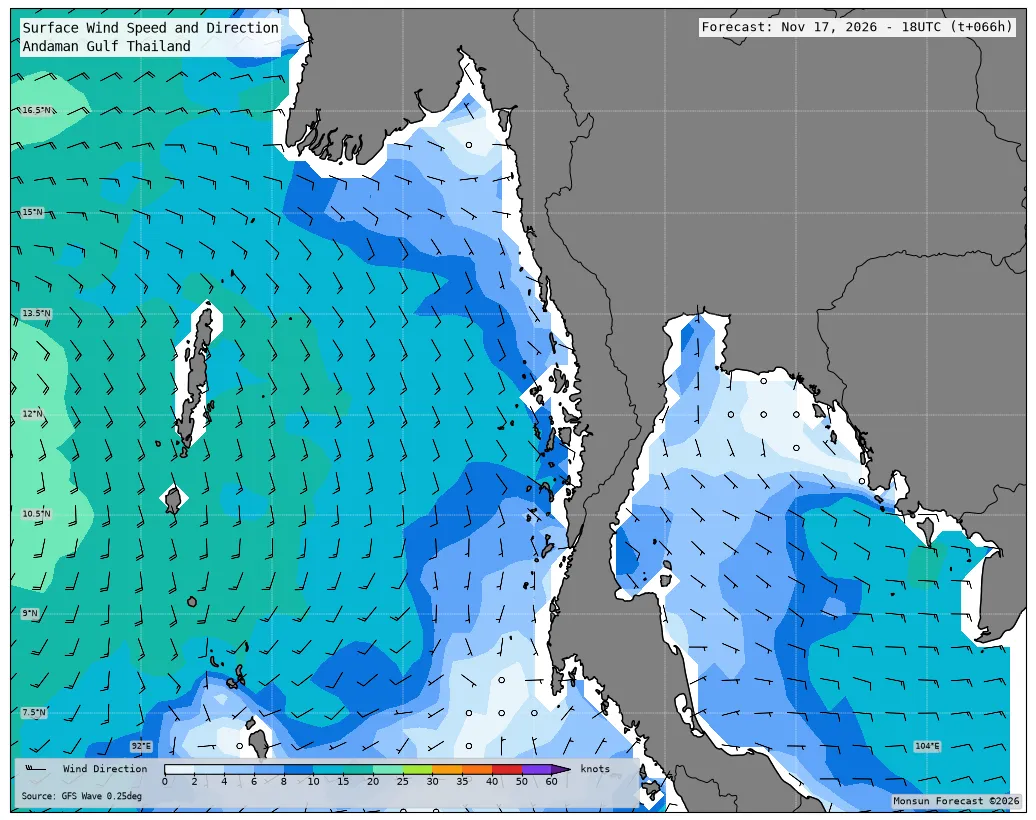 Surface Wind Speed and Direction
Andaman Gulf Thailand
Forecast: Nov 17, 2026 - 18UTC (t+066h)
16.5°N
15°N
13.5°N
12°N
10.5°N
9°N
7.5°N
92°E
104°E
Wind Direction
0 2 4 6 8 10 15 20 25 30 35 40 50 60 knots
Source: GFS Wave 0.25deg
Monsun Forecast ©2026